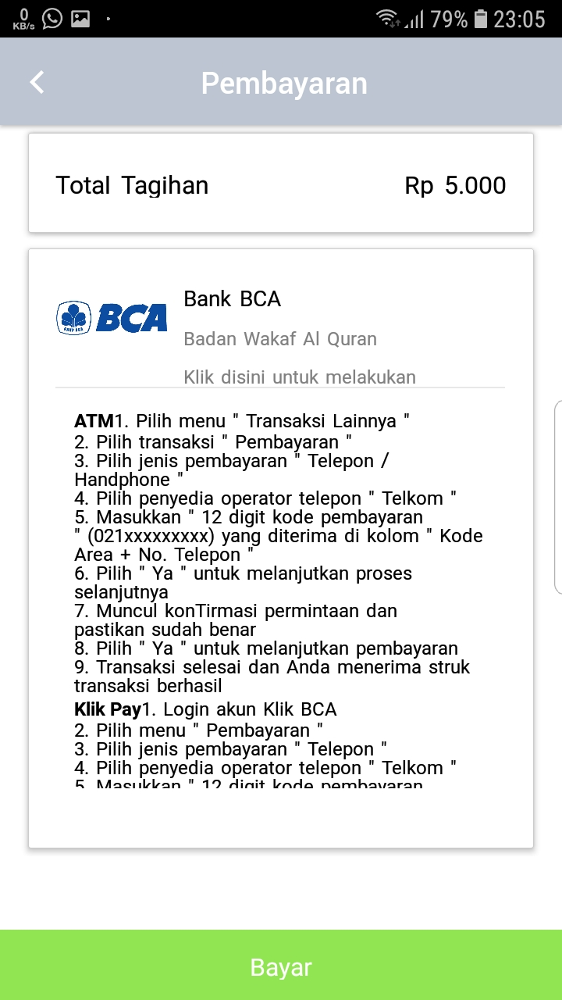 0
KB/s
79% 23:05
Pembayaran
Total Tagihan Rp 5.000
BANK BCA
BCA
Bank BCA
Badan Wakaf Al Quran
Klik disini untuk melakukan
ATM1. Pilih menu " Transaksi Lainnya "
2. Pilih transaksi " Pembayaran "
3. Pilih jenis pembayaran " Telepon /
Handphone "
4. Pilih penyedia operator telepon " Telkom "
5. Masukkan " 12 digit kode pembayaran
" (021xxxxxxxxx) yang diterima di kolom " Kode
Area + No. Telepon "
6. Pilih " Ya " untuk melanjutkan proses
selanjutnya
7. Muncul konTirmasi permintaan dan
pastikan sudah benar
8. Pilih " Ya " untuk melanjutkan pembayaran
9. Transaksi selesai dan Anda menerima struk
transaksi berhasil
Klik Pay1. Login akun Klik BCA
2. Pilih menu " Pembayaran "
3. Pilih jenis pembayaran " Telepon "
4. Pilih penyedia operator telepon " Telkom "
5. Masukkan " 12 digit kode pembayaran
Bayar